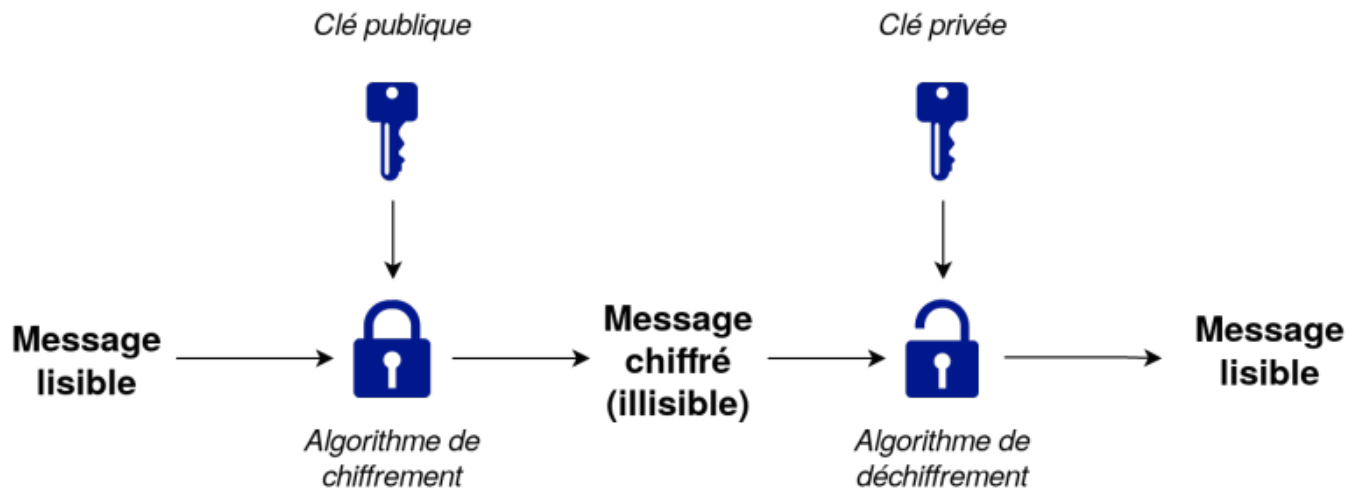 Clé publique
Clé privée
Message
lisible
Message
chiffré
(illisible)
Message
lisible
Algorithme de
chiffrement
Algorithme de
déchiffrement